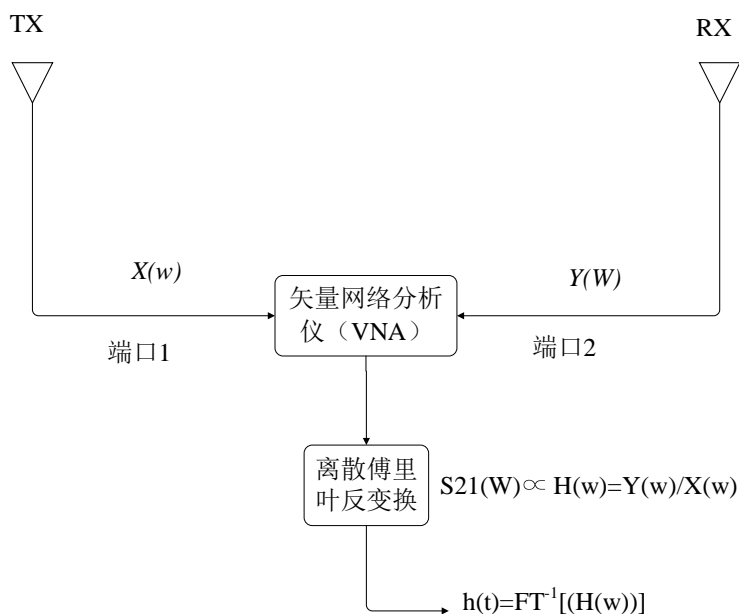 TX
RX
X(w)
Y(W)
矢量网络分析
仪（VNA）
端口1
端口2
离散傅里
叶反变换
S21(W)∝ H(w)=Y(w)/X(w)
h(t)=FT⁻¹[(H(w))]